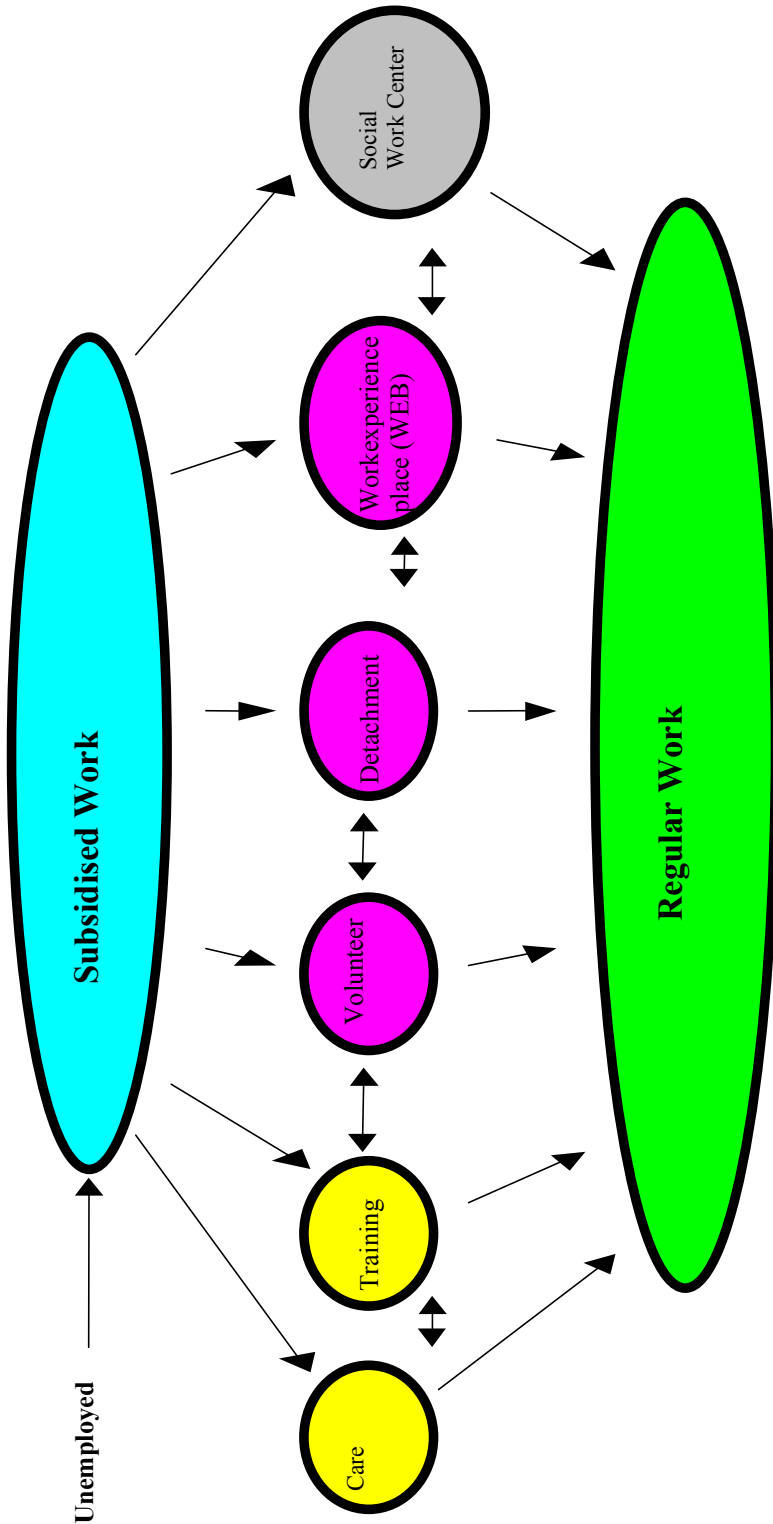 Unemployed
Subsidised Work
Care
Training
Volunteer
Detachment
Workexperience
place (WEB)
Social
Work Center
Regular Work